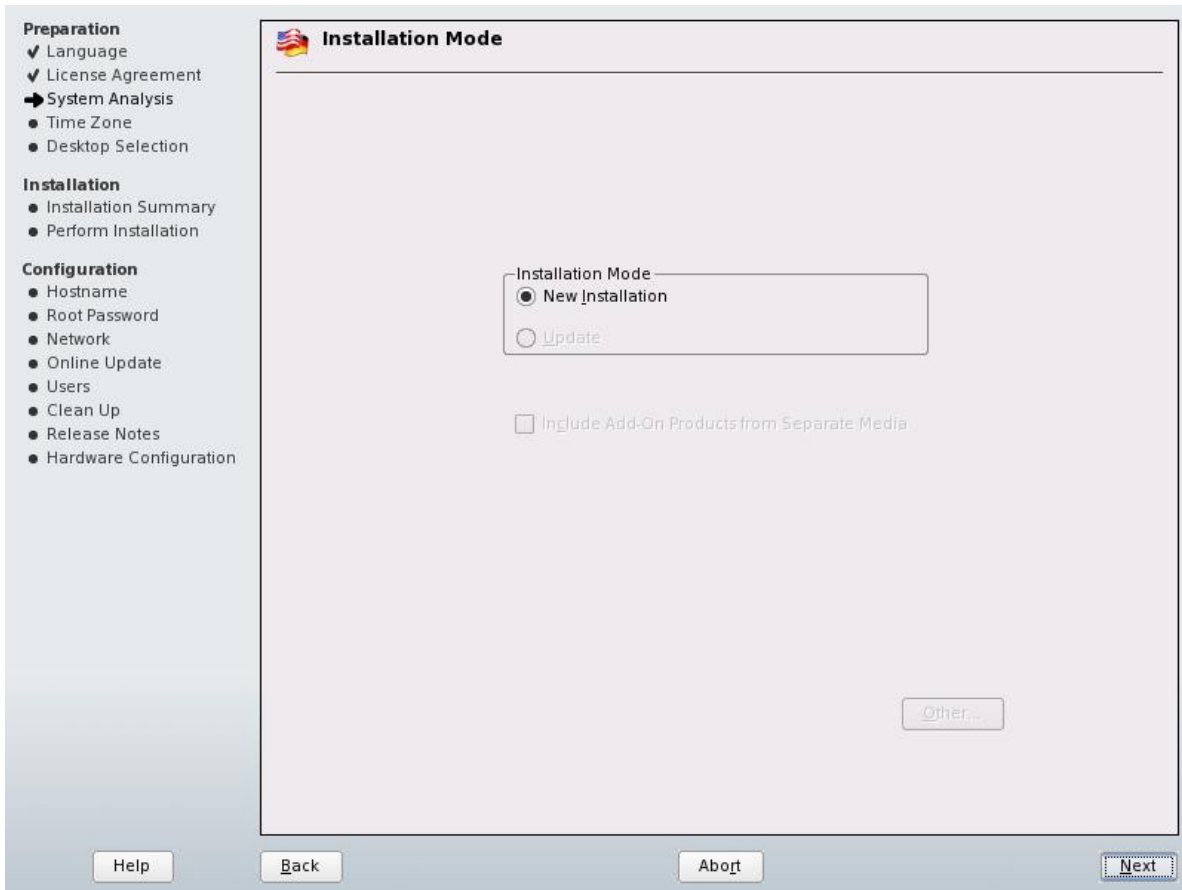 Preparation
Language
License Agreement
System Analysis
Time Zone
Desktop Selection
Installation
Installation Summary
Perform Installation
Configuration
Hostname
Root Password
Network
Online Update
Users
Clean Up
Release Notes
Hardware Configuration
Installation Mode
Installation Mode
New Installation
Update
Include Add-On Products from Separate Media
Other...
Help
Back
Abort
Next